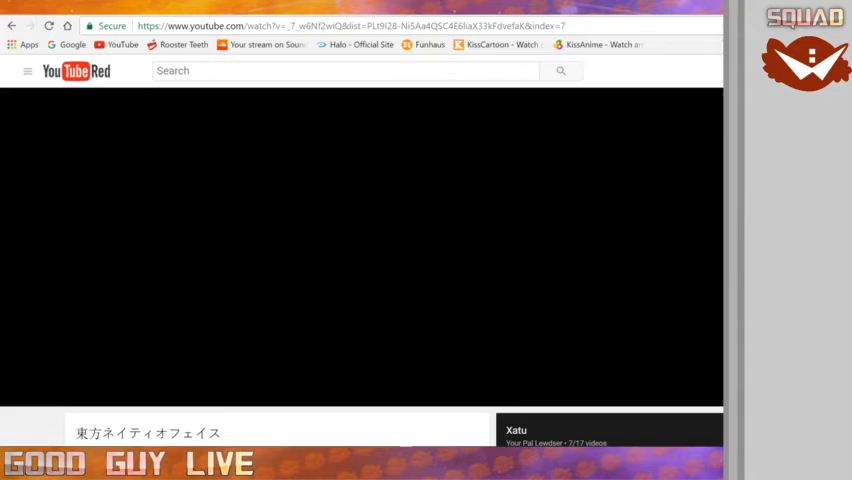 SQUAD
Secure https://www.youtube.com/watch?v=_7_w6Nf2wiQ&list=PLt9l28-Ni5Aa4QSC4E6liaX33kFdvefaK&index=7
Apps Google YouTube Rooster Teeth Your stream on Soun Halo - Official Site Funhaus KissCartoon - Watch KissAnime - Watch an
YouTube Red Search
東方ネイティオフェイス
Xatu
Your Pal Lewdser • 7/17 videos
GOOD GUY LIVE